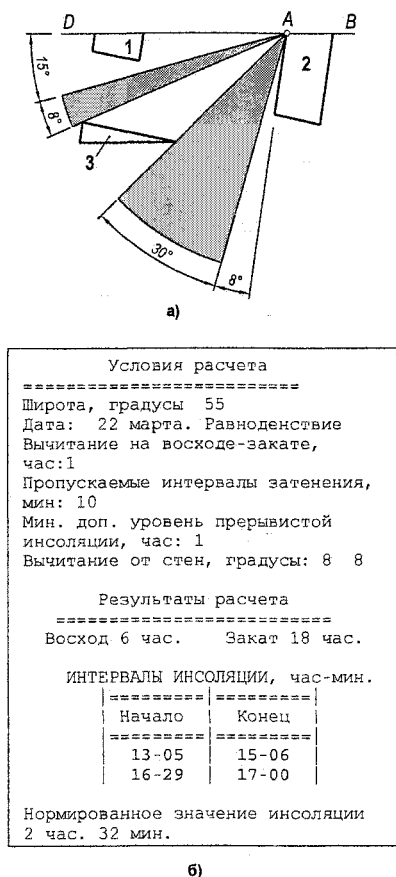 D A B
1
2
15°
8°
3
30°
8°
а)
Условия расчета
==========================
Широта, градусы 55
Дата: 22 марта. Равноденствие
Вычитание на восходе-закате,
час:1
Пропускаемые интервалы затенения,
мин: 10
Мин. доп. уровень прерывистой
инсоляции, час: 1
Вычитание от стен, градусы: 8 8
Результаты расчета
==========================
Восход 6 час. Закат 18 час.
ИНТЕРВАЛЫ ИНСОЛЯЦИИ, час-мин.
|=========|=========|
| Начало | Конец |
|=========|=========|
| 13-05 | 15-06 |
| 16-29 | 17-00 |
Нормированное значение инсоляции
2 час. 32 мин.
б)